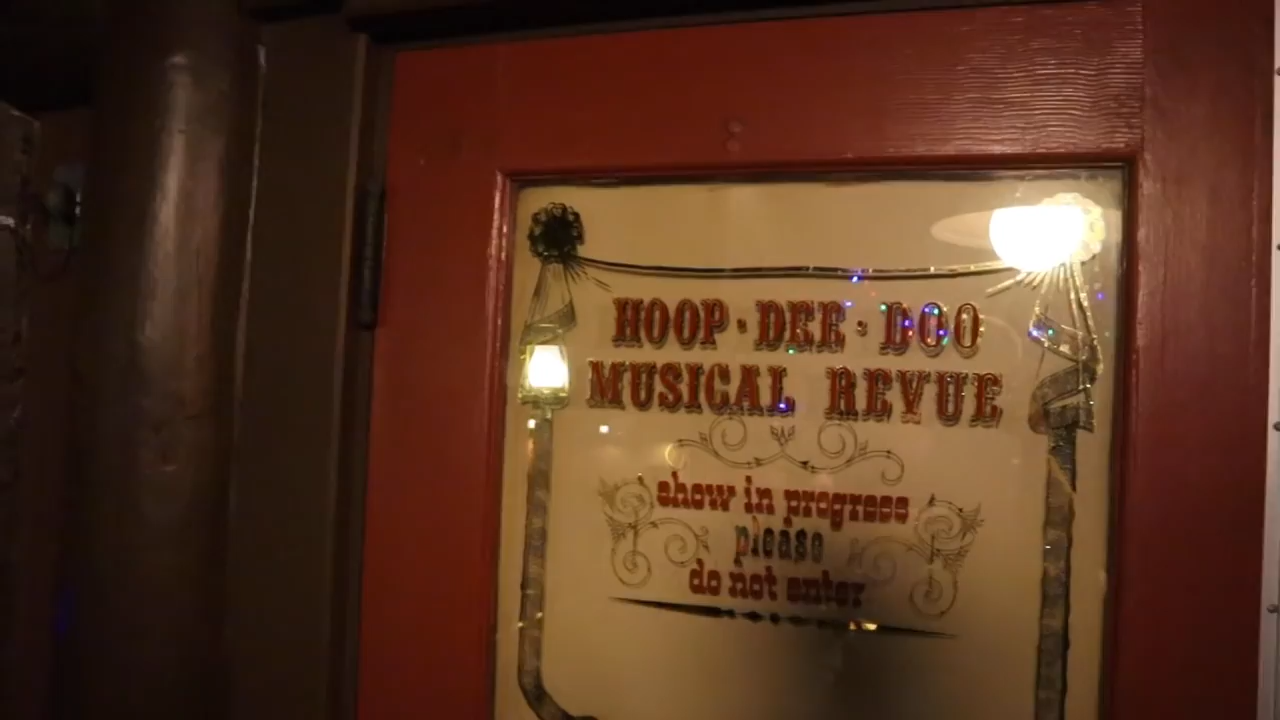 HOOP·DEE·DOO
MUSICAL REVUE
show in progress
please
do not enter